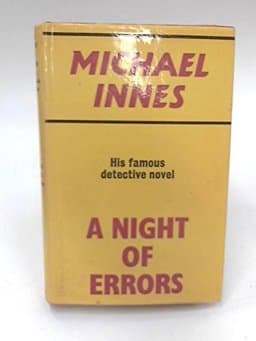 MICHAEL
INNES
His famous
detective novel
A NIGHT
OF
ERRORS